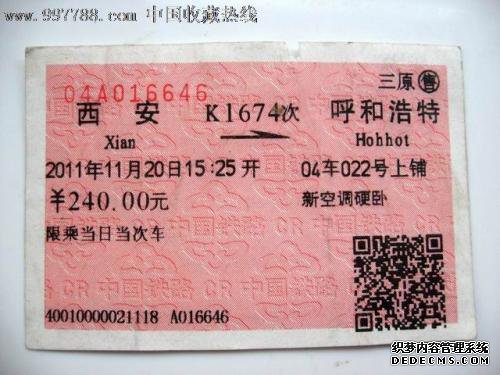 www.997788.com 中国收藏热线
04A016646 三原售
西安 K1674次 呼和浩特
Xian Hohhot
2011年11月20日15:25开 04车022号上铺
¥240.00元 新空调硬卧
限乘当日当次车
40010000021118 A016646
织梦内容管理系统
DEDECMS.COM